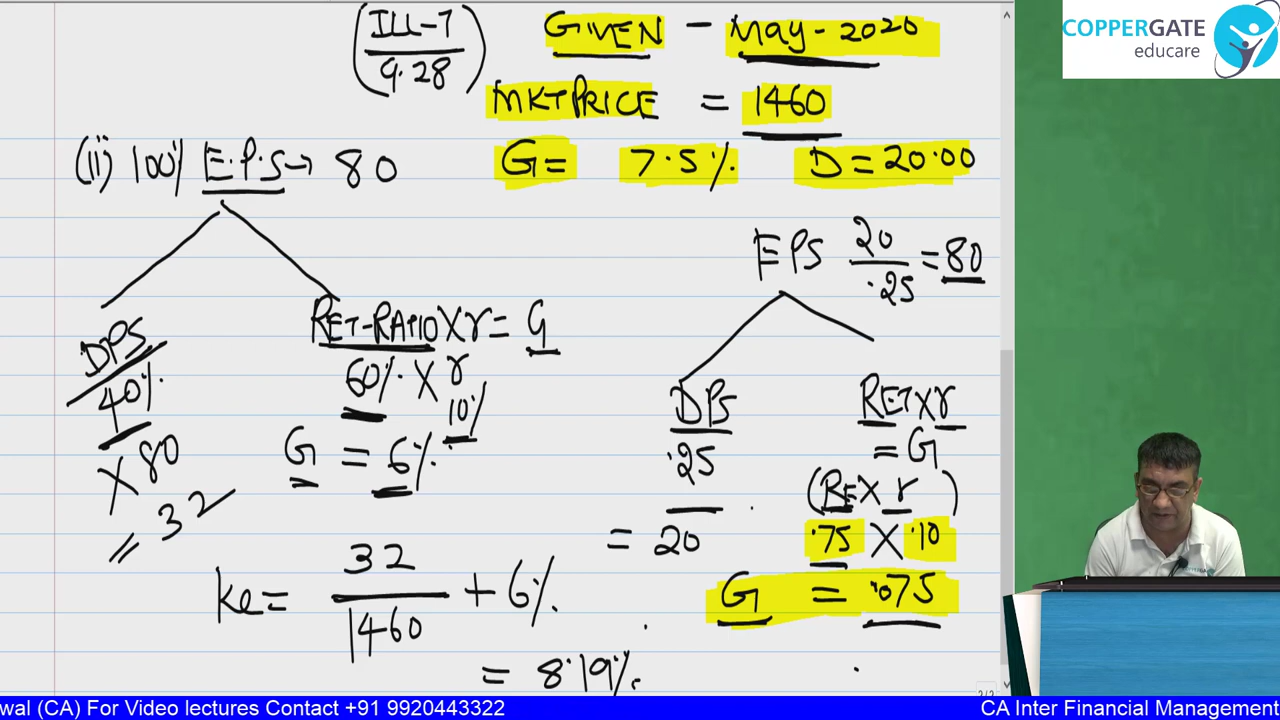 COPPERGATE
educare
(ILL-7
9.28)
GIVEN - May - 2020
MKT PRICE = 1460
G = 7.5% D = 20.00
(ii) 100% E.P.S → 80
EPS 20/.25 = 80
DPS
40%
X 80
= 32
RET-RATIO X r = G
60% X r
10%
G = 6%
DPS
.25
= 20
RET X r
= G
(RE X r)
.75 X .10
G = .075
Ke = 32/1460 + 6%
= 8.19%
wal (CA) For Video lectures Contact +91 9920443322
CA Inter Financial Management